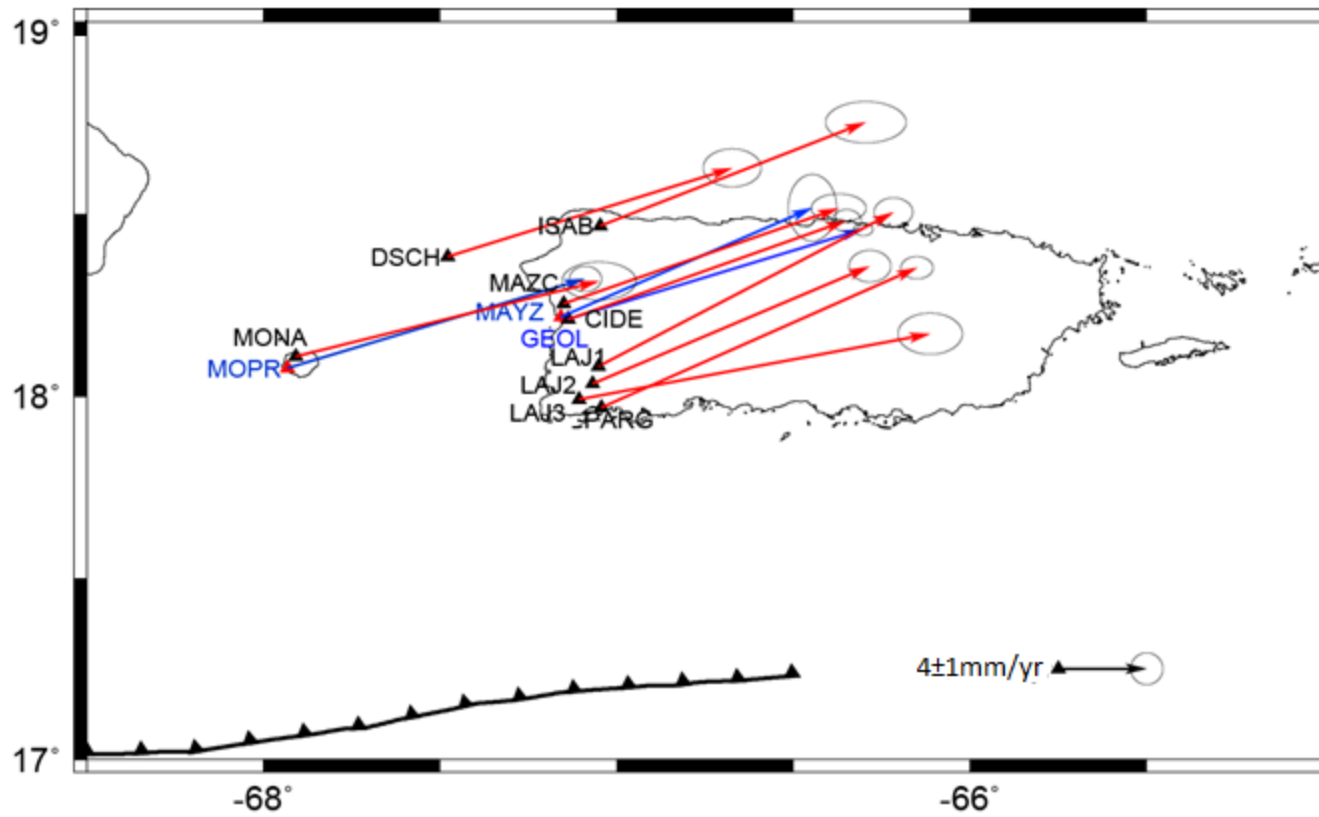 19°
ISAB
DSCH
MAZC
MAYZ
CIDE
GEOL
MONA
LAJ1
MOPR
LAJ2
18°
LAJ3
PARG
4±1mm/yr
17°
-68°
-66°